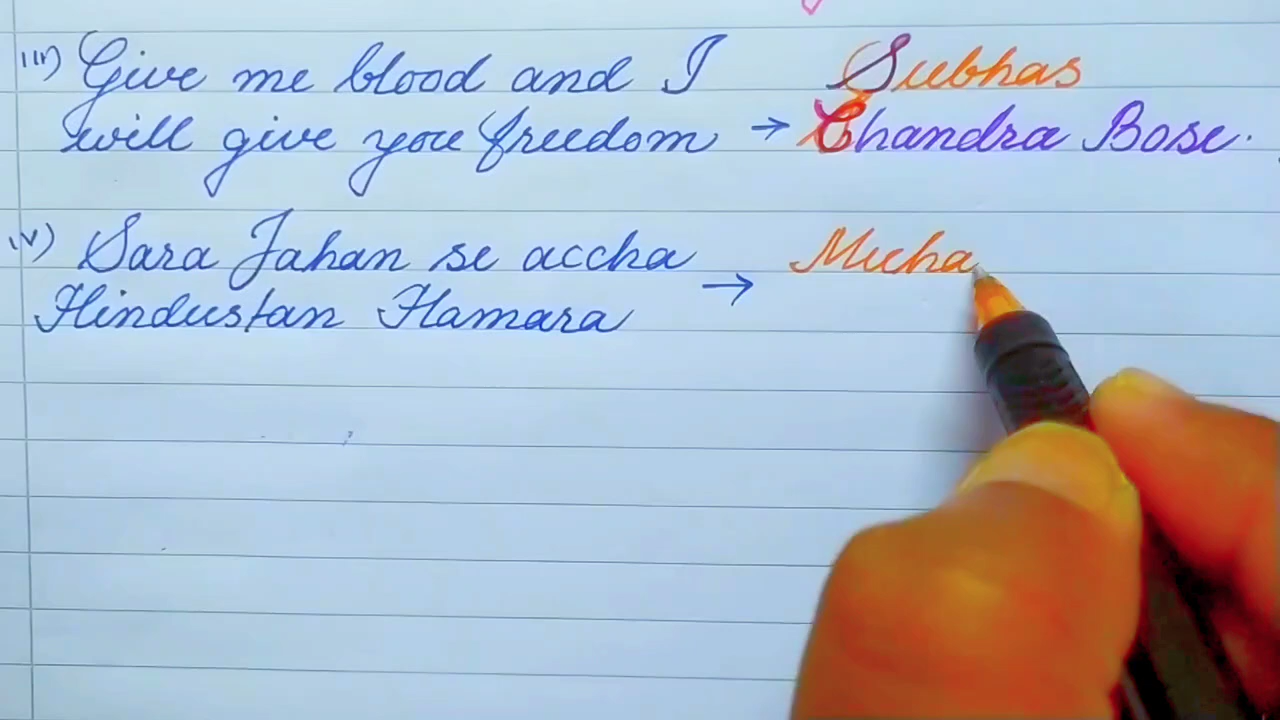 iii) Give me blood and I Subhas
will give you freedom → Chandra Bose.
iv) Sara Jahan se accha
→ Mucha
Hindustan Hamara